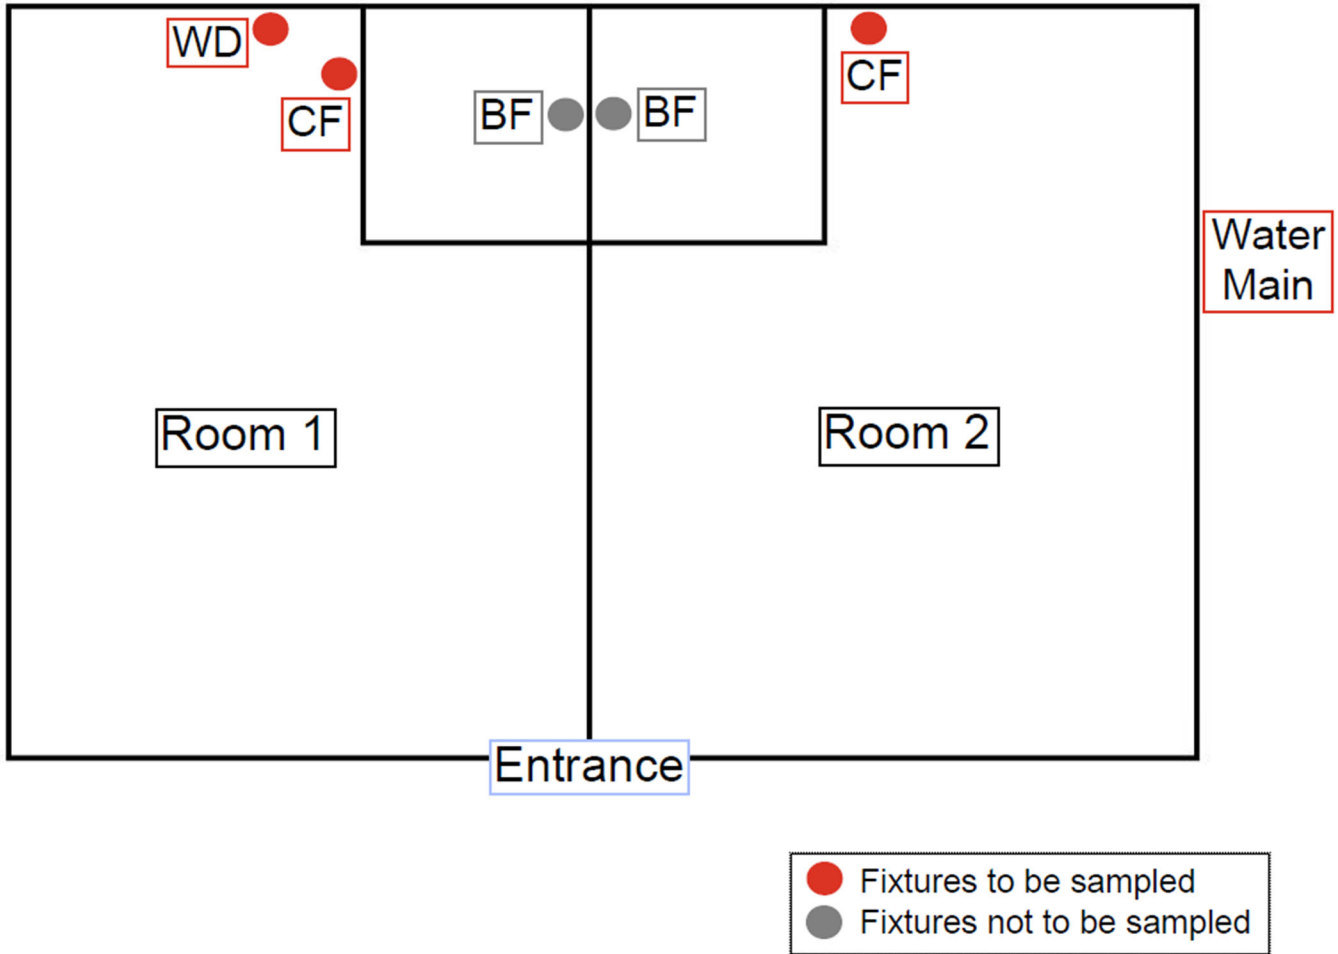 WD
CF
BF
BF
CF
Water
Main
Room 1
Room 2
Entrance
Fixtures to be sampled
Fixtures not to be sampled